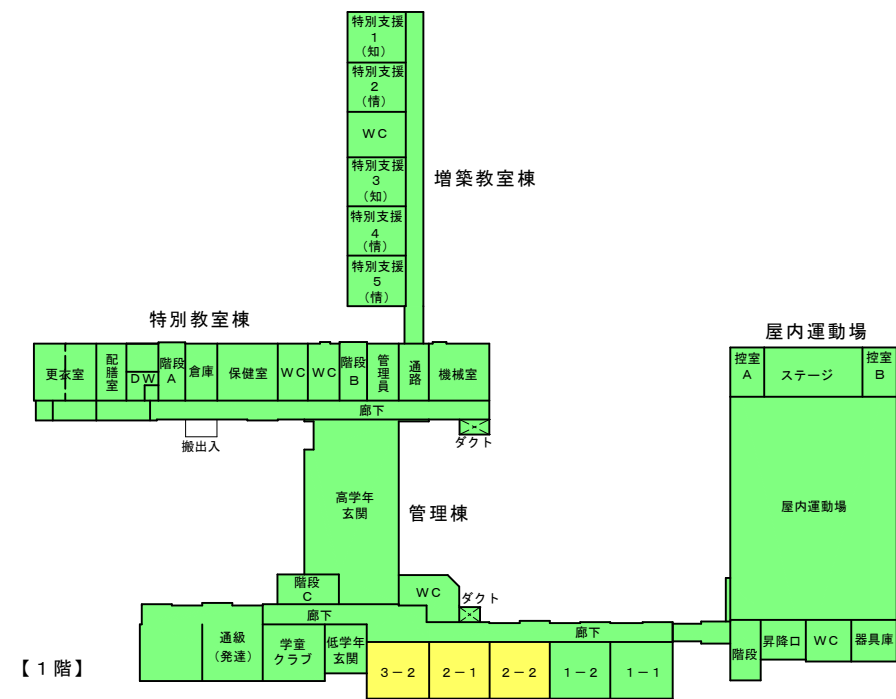 特別支援
1
(知)
特別支援
2
(情)
WC
特別支援
3
(知)
特別支援
4
(情)
特別支援
5
(情)
増築教室棟
特別教室棟
更衣室
配膳室
DW
階段
A
倉庫
保健室
WC
WC
階段
B
管理員
通路
機械室
廊下
搬出入
ダクト
屋内運動場
控室
A
ステージ
控室
B
屋内運動場
高学年
玄関
管理棟
階段
C
WC
ダクト
廊下
廊下
通級
(発達)
学童
クラブ
低学年
玄関
3-2
2-1
2-2
1-2
1-1
階段
昇降口
WC
器具庫
【1階】